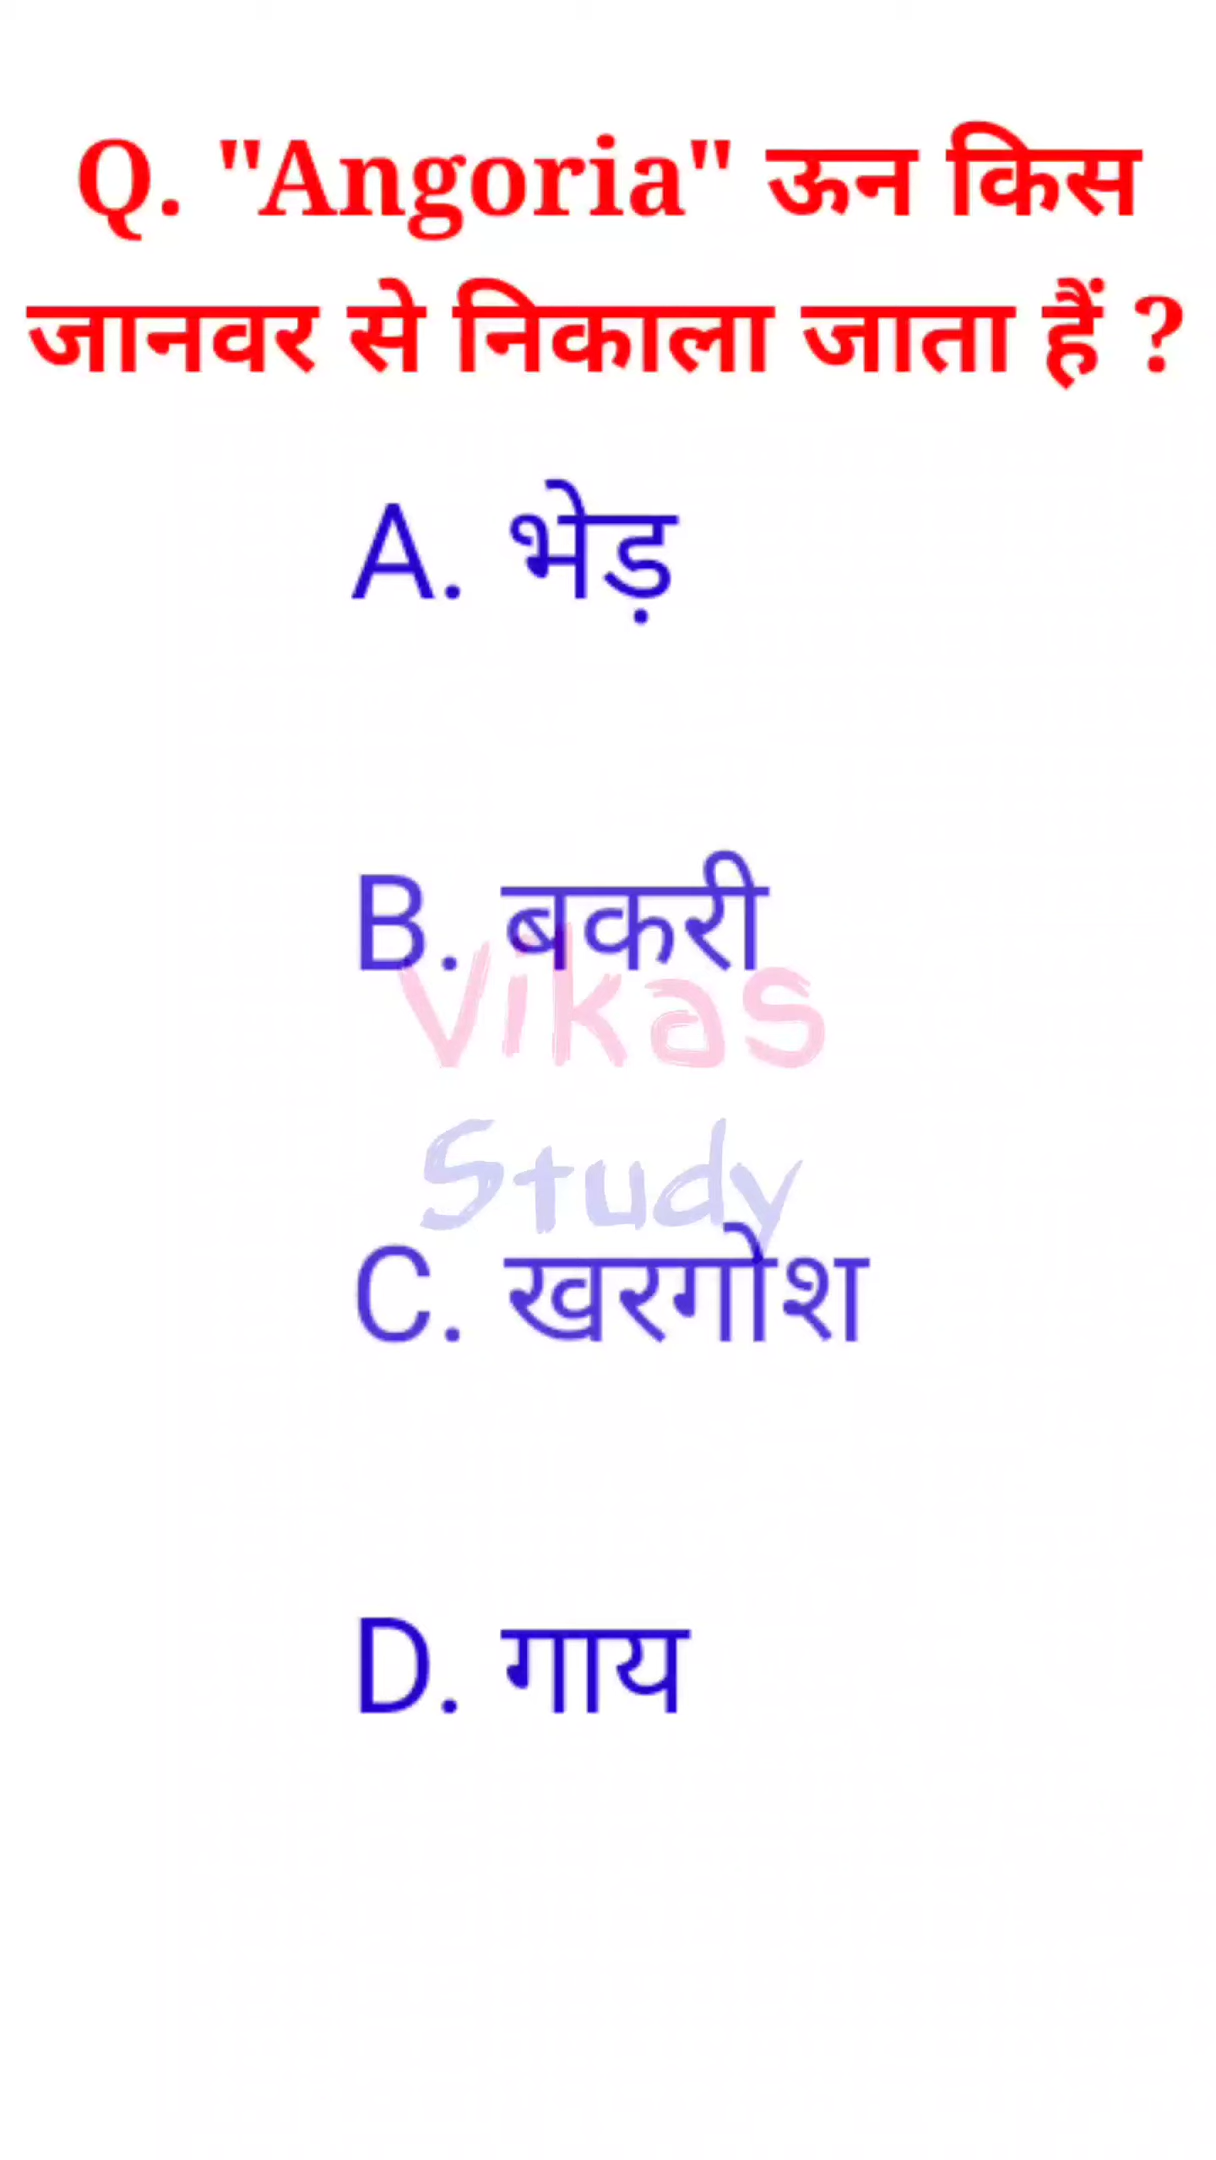 Q. "Angoria" ऊन किस
जानवर से निकाला जाता हैं ?
A. भेड़
B. बकरी
Vikas
Study
C. खरगोश
D. गाय